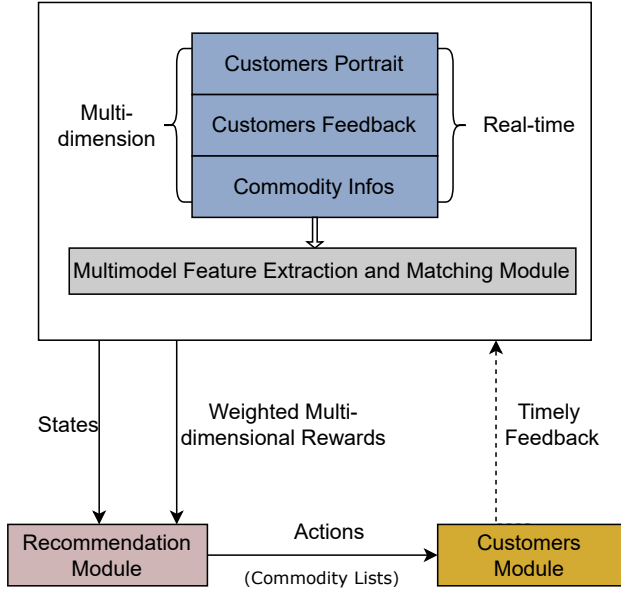 Customers Portrait
Multi-
dimension
Customers Feedback
Real-time
Commodity Infos
Multimodel Feature Extraction and Matching Module
States
Weighted Multi-
dimensional Rewards
Timely
Feedback
Recommendation
Module
Actions
(Commodity Lists)
Customers
Module